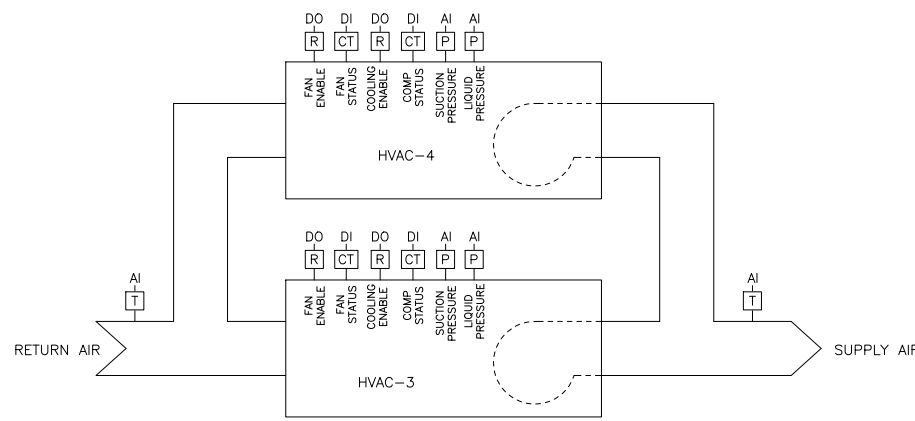 DO DI DO DI AI AI
R CT R CT P P
FAN ENABLE
FAN STATUS
COOLING ENABLE
COMP STATUS
SUCTION PRESSURE
LIQUID PRESSURE
HVAC-4
DO DI DO DI AI AI
R CT R CT P P
FAN ENABLE
FAN STATUS
COOLING ENABLE
COMP STATUS
SUCTION PRESSURE
LIQUID PRESSURE
AI
T
AI
T
RETURN AIR
SUPPLY AIR
HVAC-3